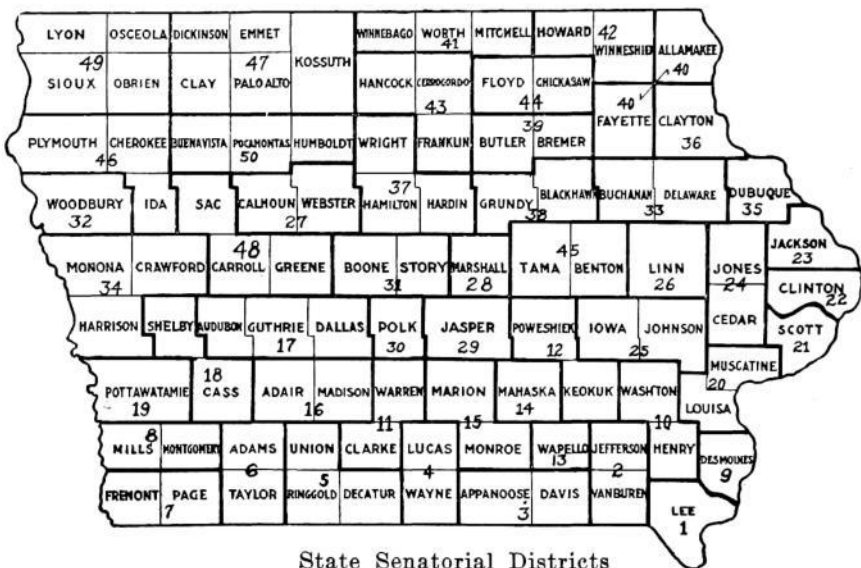 LYON OSCEOLA DICKINSON EMMET WINNEBAGO WORTH MITCHELL HOWARD 42
49 47 KOSSUTH 41 WINNESHIEK ALLAMAKEE
SIOUX OBRIEN CLAY PALO ALTO HANCOCK CERROGORDO FLOYD CHICKASAW 40
43 44 40
PLYMOUTH CHEROKEE BUENAVISTA POCAHONTAS HUMBOLDT WRIGHT FRANKLIN BUTLER 39 BREMER FAYETTE CLAYTON
46 50 36
WOODBURY IDA SAC CALHOUN WEBSTER 37 HAMILTON HARDIN GRUNDY BLACKHAWK BUCHANAN DELAWARE DUBUQUE
32 27 38 33 35
48 45 JACKSON
MONONA CRAWFORD CARROLL GREENE BOONE STORY MARSHALL TAMA BENTON LINN JONES 23
34 31 28 26 24 CLINTON
22
HARRISON SHELBY AUDUBON GUTHRIE DALLAS POLK JASPER POWESHIEK IOWA JOHNSON CEDAR SCOTT
17 30 29 12 25 21
18 MUSCATINE
POTTAWATAMIE CASS ADAIR MADISON WARREN MARION MAHASKA KEOKUK WASHTON 20
19 16 14 LOUISA
8 11 15 10
MILLS MONTGOMERY ADAMS UNION CLARKE LUCAS MONROE WAPELLO JEFFERSON HENRY DESMOINES
6 5 4 13 2 9
FREMONT PAGE TAYLOR RINGGOLD DECATUR WAYNE APPANOOSE DAVIS VANBUREN LEE
7 3 1
State Senatorial Districts